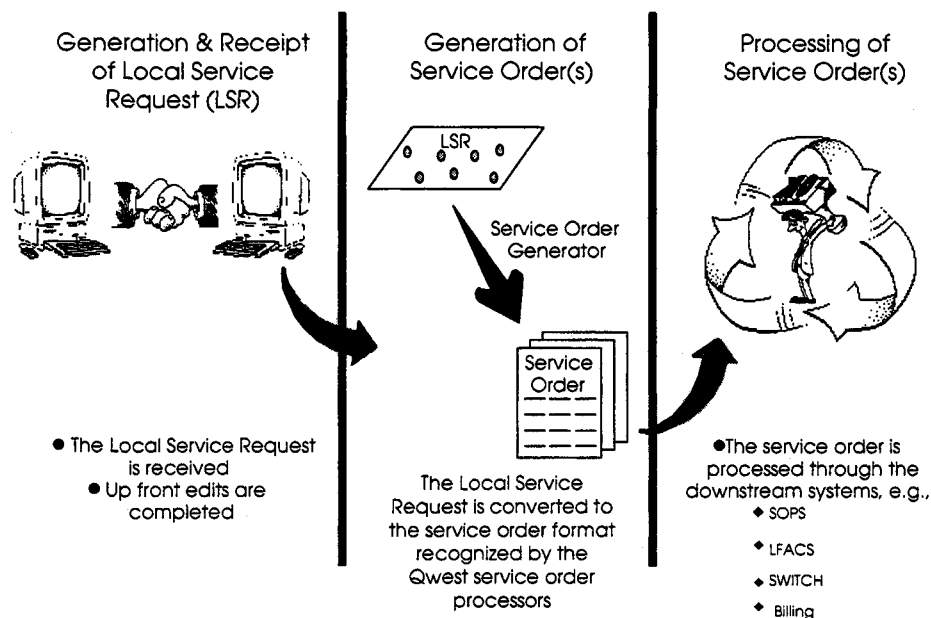 Generation & Receipt
of Local Service
Request (LSR)
● The Local Service Request
is received
● Up front edits are
completed
Generation of
Service Order(s)
LSR
Service Order
Generator
Service
Order
The Local Service
Request is converted to
the service order format
recognized by the
Qwest service order
processors
Processing of
Service Order(s)
●The service order is
processed through the
downstream systems, e.g.,
◆ SOPS
◆ LFACS
◆ SWITCH
◆ Billing